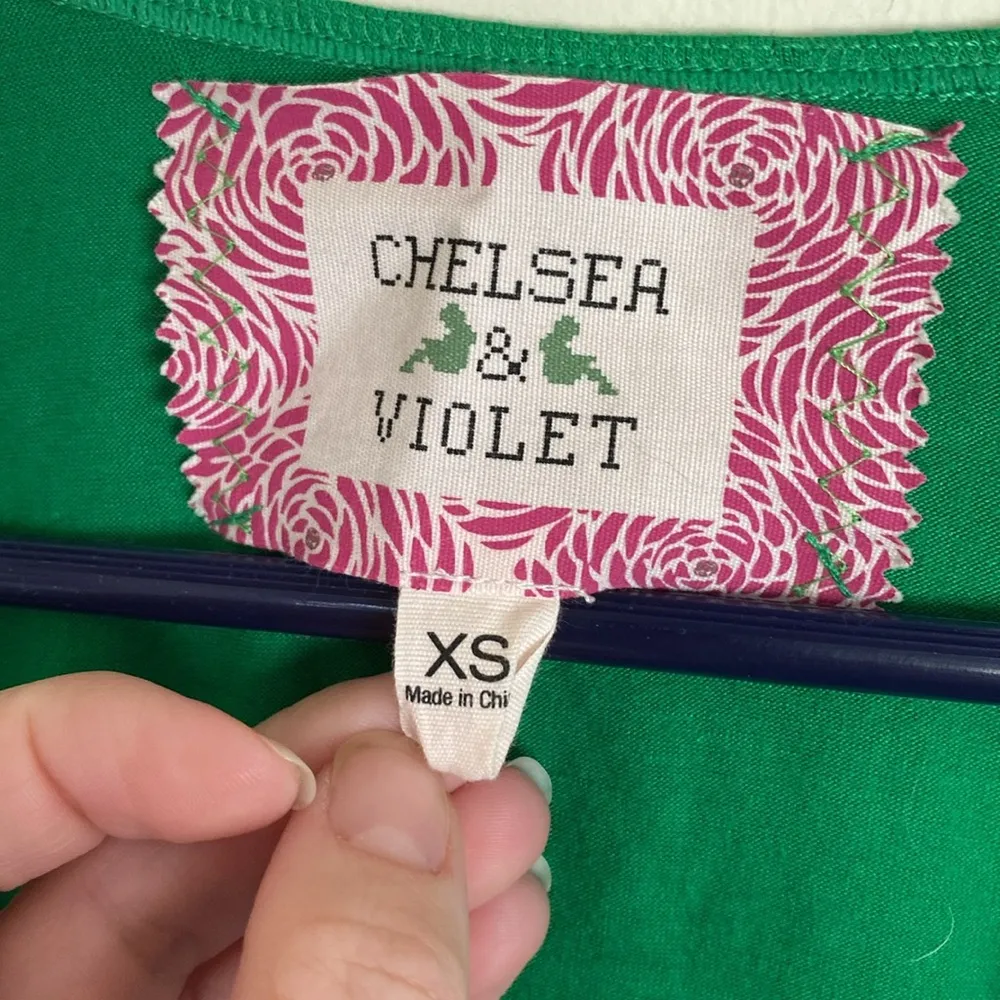 CHELSEA
&
VIOLET
XS
Made in Chi